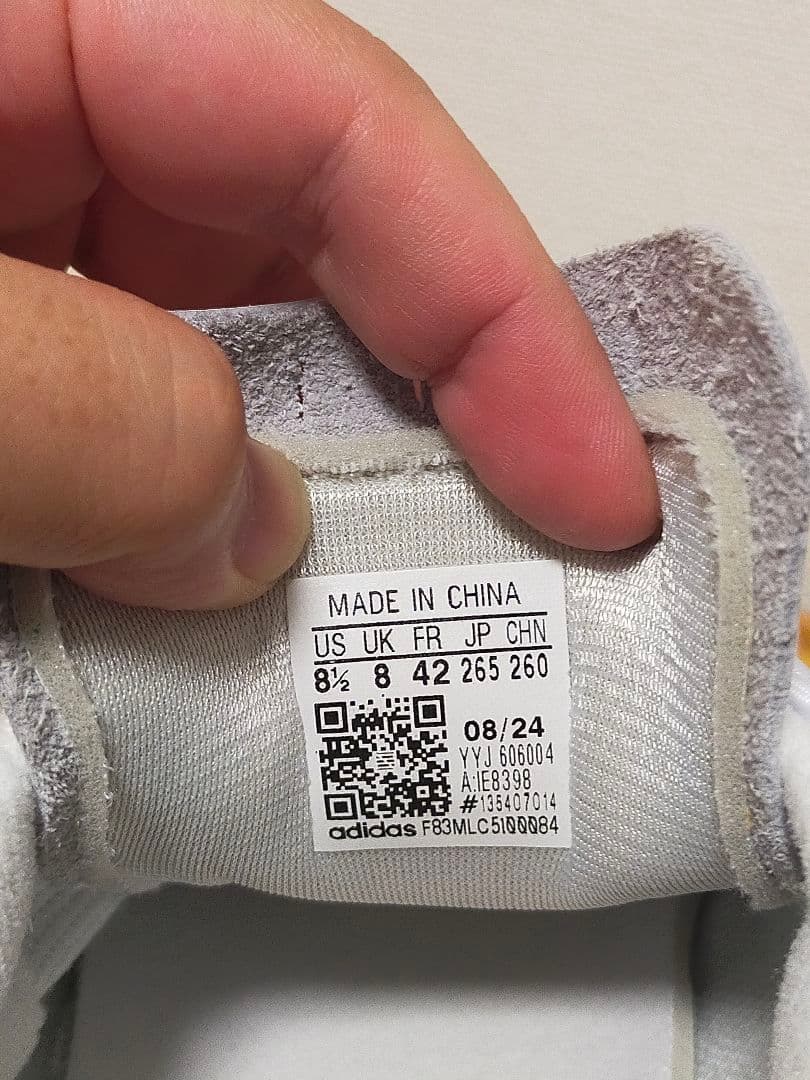 MADE IN CHINA
US UK FR JP CHN
8½ 8 42 265 260
08/24
YYJ 606004
A:IE8398
#135407014
adidas F83MLC5100084